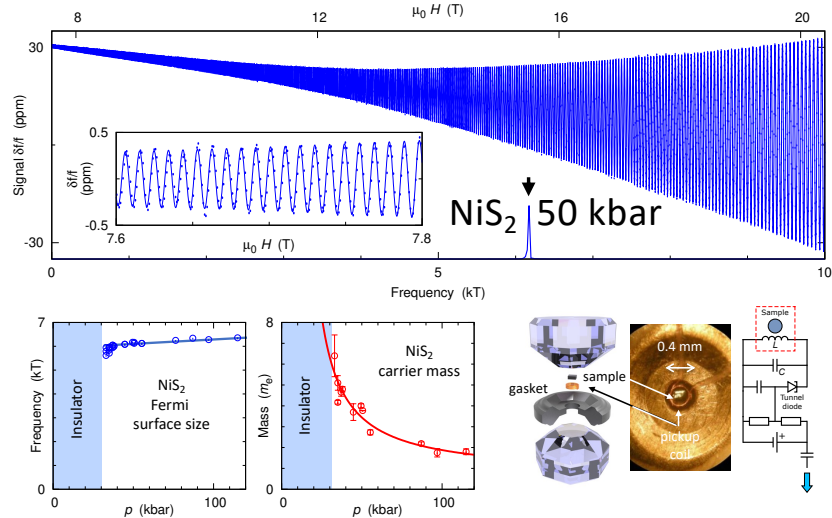 μ0 H (T)
8 12 16 20
30
-30
Signal δf/f (ppm)
0.5
-0.5
δf/f
(ppm)
7.6 7.8
μ0 H (T)
NiS2 50 kbar
0 5 10
Frequency (kT)
7
0
Frequency (kT)
Insulator
NiS2
Fermi
surface size
0 100
p (kbar)
8
0
Mass (me)
Insulator
NiS2
carrier mass
0 100
p (kbar)
gasket
sample
0.4 mm
pickup
coil
Sample
L
C
Tunnel
diode
+